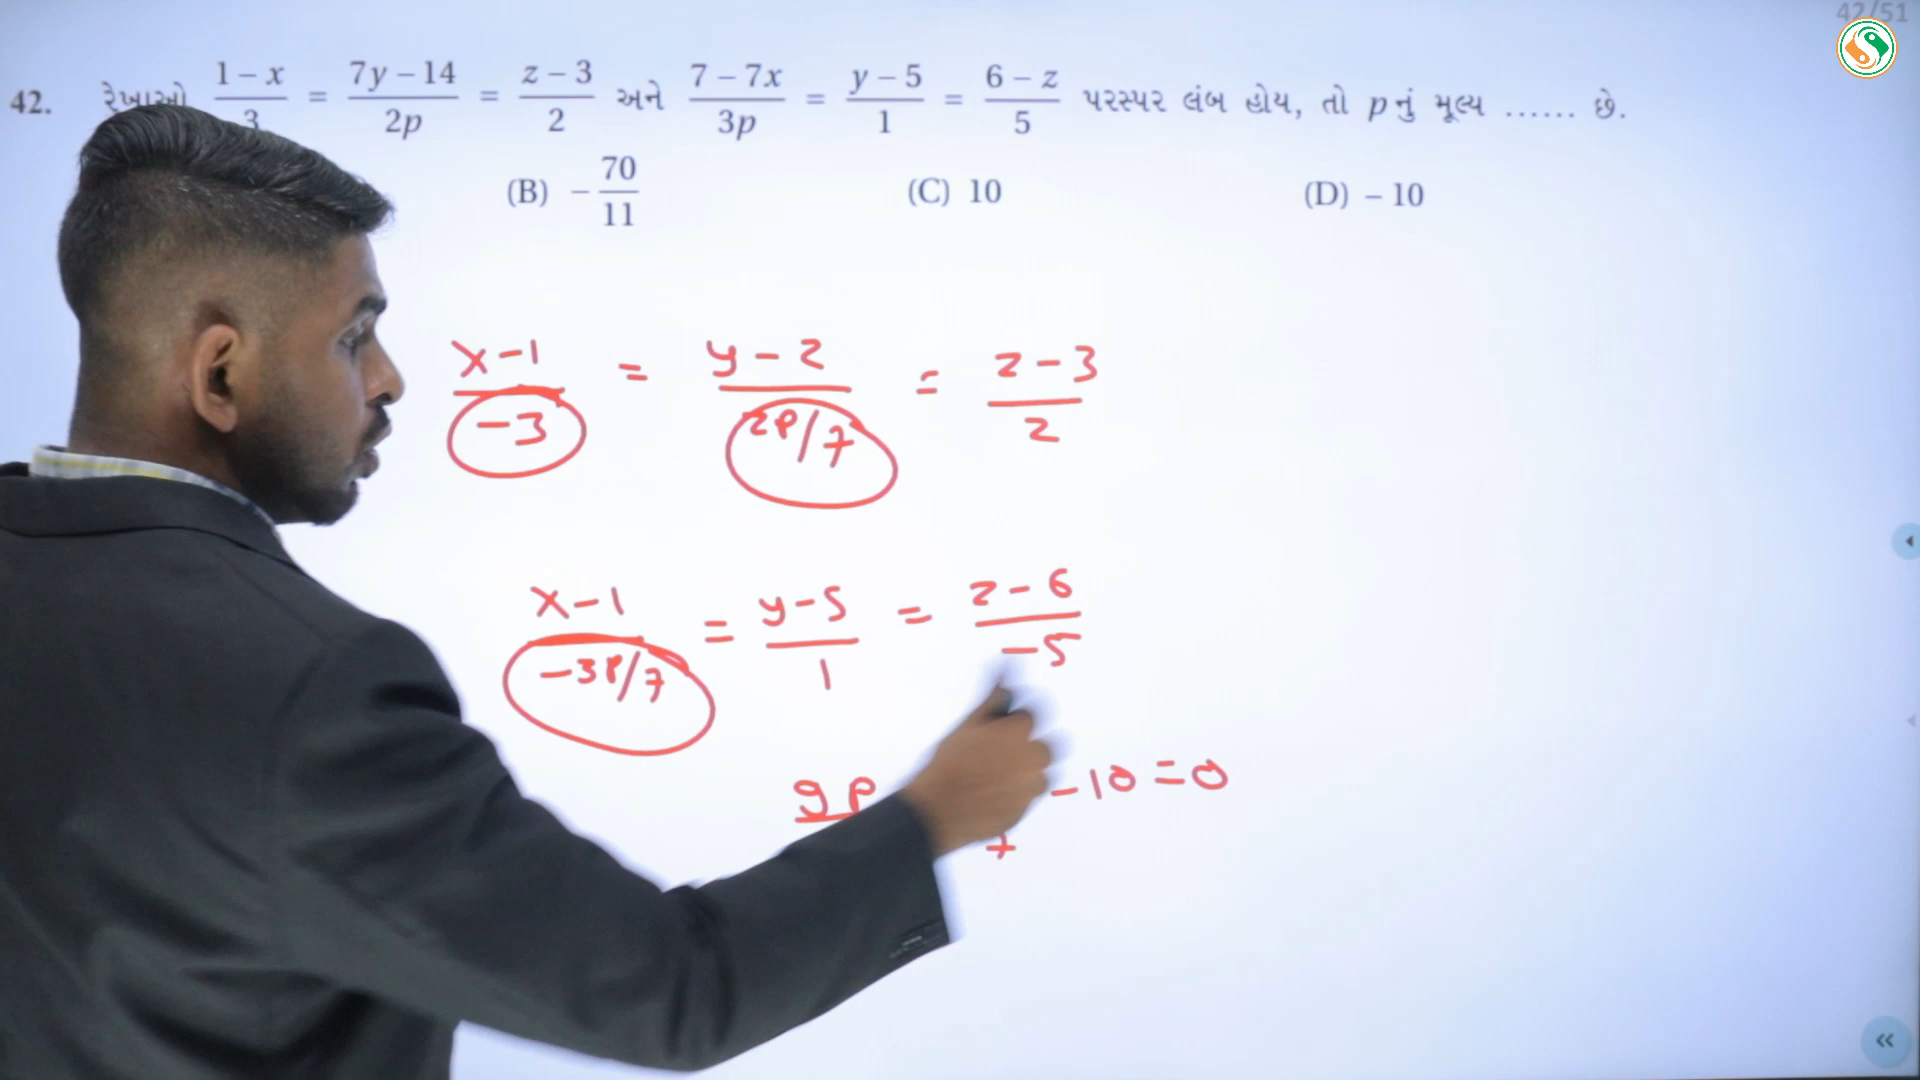 42/51
42. રેખાઓ (1 – x)/3 = (7y – 14)/2p = (z – 3)/2 અને (7 – 7x)/3p = (y – 5)/1 = (6 – z)/5 પરસ્પર લંબ હોય, તો p નું મૂલ્ય ...... છે.
(B) – 70/11 (C) 10 (D) – 10
(x – 1)/–3 = (y – 2)/(2p/7) = (z – 3)/2
(x – 1)/(–3p/7) = (y – 5)/1 = (z – 6)/–5
9p – 10 = 0
7